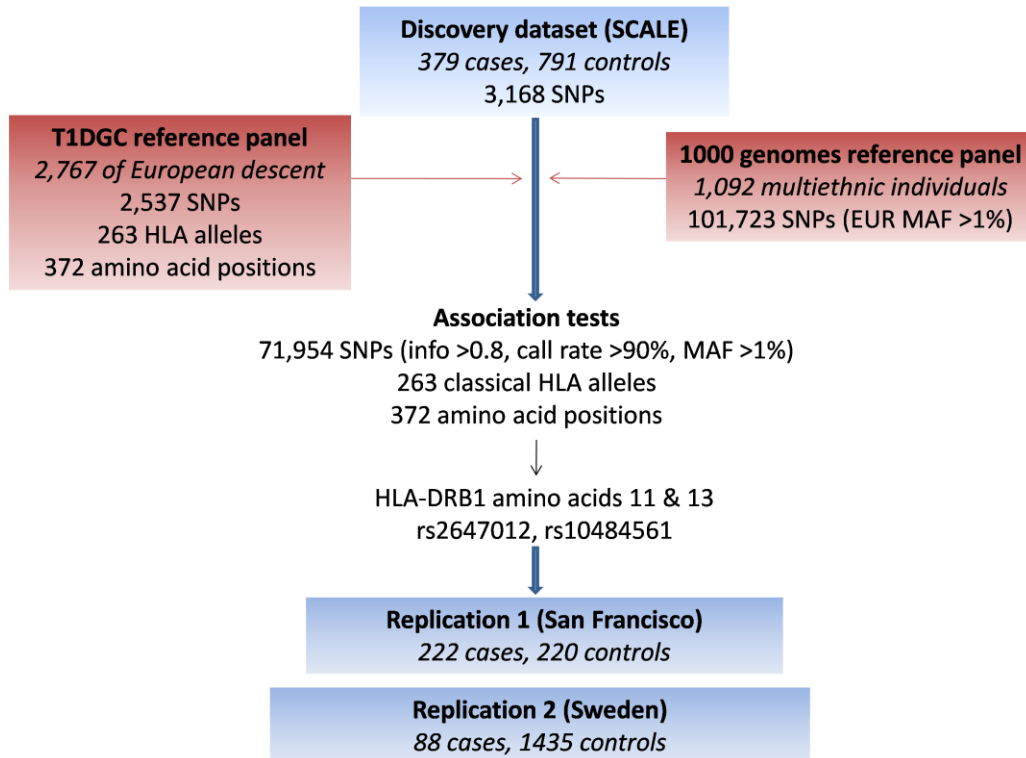 Discovery dataset (SCALE)
379 cases, 791 controls
3,168 SNPs
T1DGC reference panel
2,767 of European descent
2,537 SNPs
263 HLA alleles
372 amino acid positions
1000 genomes reference panel
1,092 multiethnic individuals
101,723 SNPs (EUR MAF >1%)
Association tests
71,954 SNPs (info >0.8, call rate >90%, MAF >1%)
263 classical HLA alleles
372 amino acid positions
HLA-DRB1 amino acids 11 & 13
rs2647012, rs10484561
Replication 1 (San Francisco)
222 cases, 220 controls
Replication 2 (Sweden)
88 cases, 1435 controls